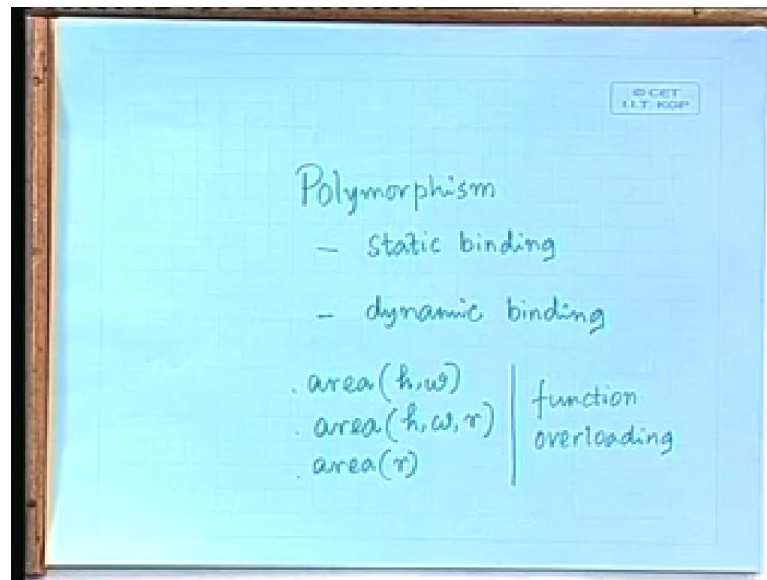 © CET
I.I.T. KGP
Polymorphism
- static binding
- dynamic binding
. area(h,w)
. area(h,w,r)
. area(r)
function
overloading